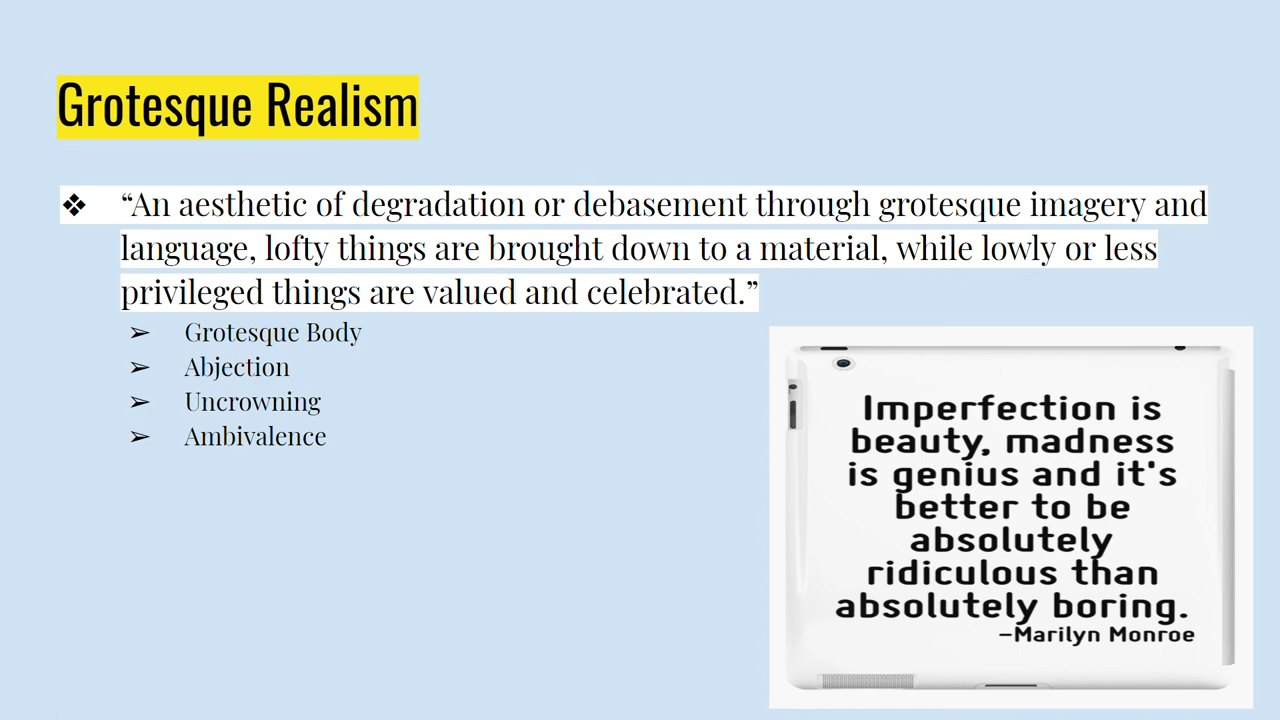 Grotesque Realism
❖ “An aesthetic of degradation or debasement through grotesque imagery and
language, lofty things are brought down to a material, while lowly or less
privileged things are valued and celebrated.”
➢ Grotesque Body
➢ Abjection
➢ Uncrowning
➢ Ambivalence
Imperfection is
beauty, madness
is genius and it's
better to be
absolutely
ridiculous than
absolutely boring.
–Marilyn Monroe